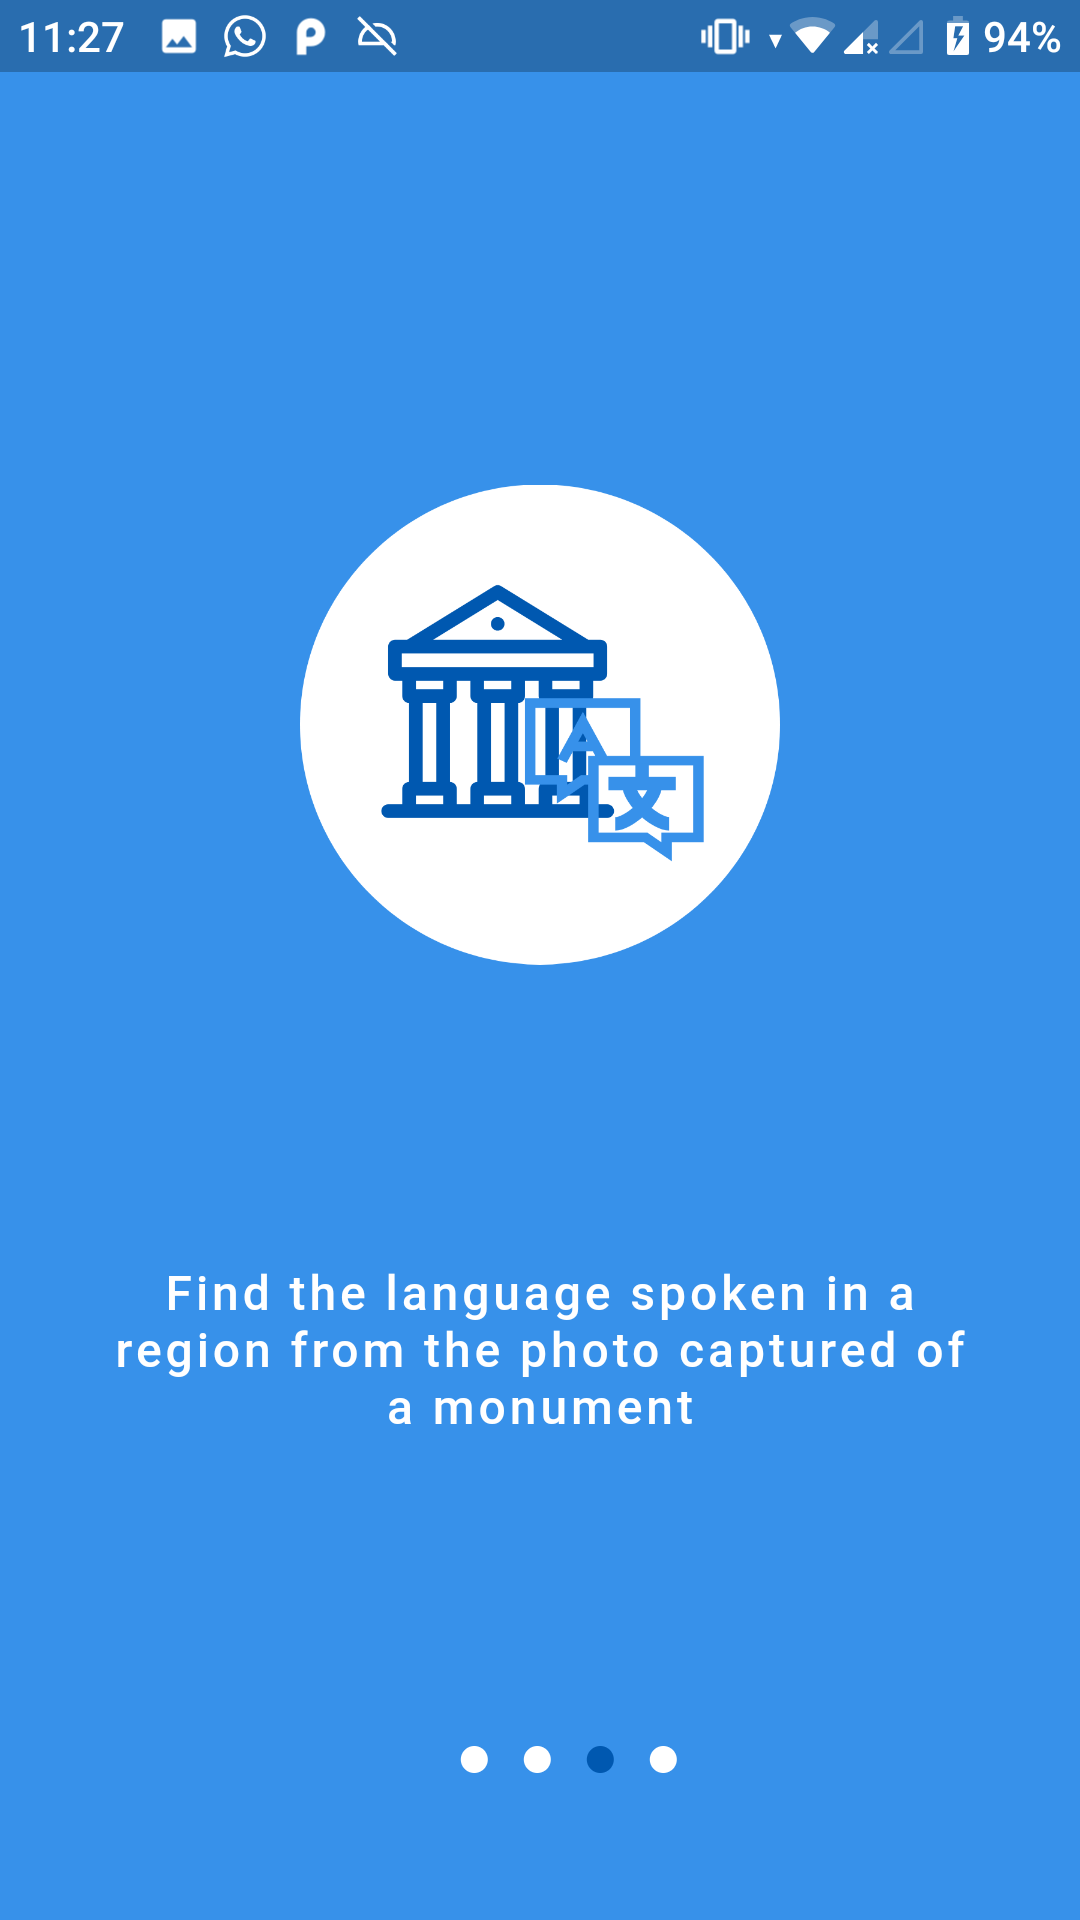 11:27 94%
A
文
Find the language spoken in a
region from the photo captured of
a monument